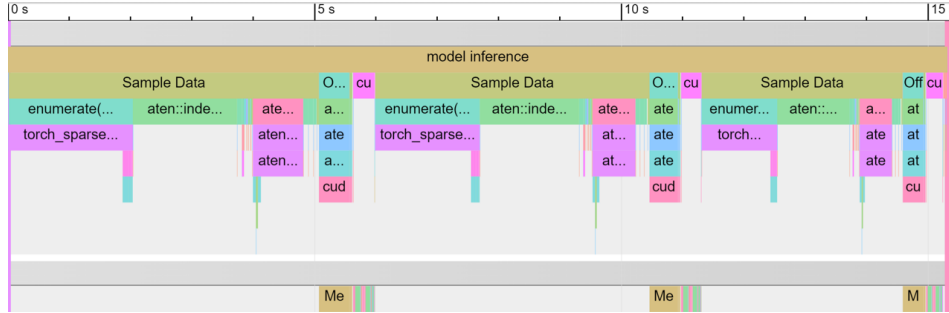 0 s 5 s 10 s 15
model inference
Sample Data O... cu Sample Data O... cu Sample Data Off cu
enumerate(... aten::inde... ate... a... enumerate(... aten::inde... ate... ate enumer... aten::... a... at
torch_sparse... aten... ate torch_sparse... at... ate torch... ate at
aten... a... at... ate ate at
cud cud cu
Me Me M